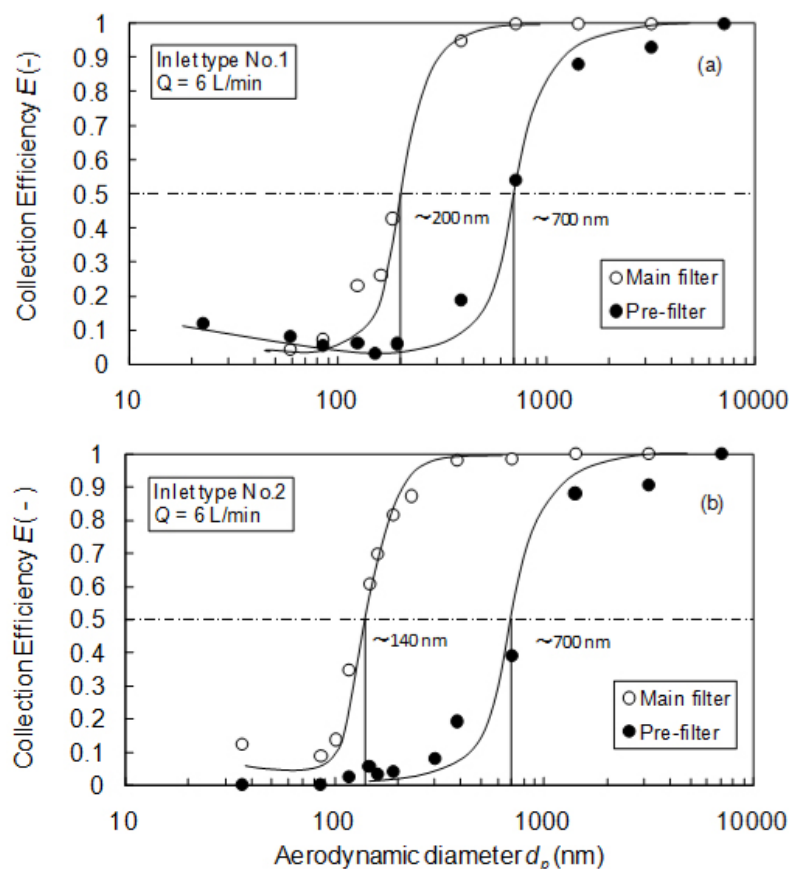 1
0.9
0.8
0.7
0.6
0.5
0.4
0.3
0.2
0.1
0
Collection Efficiency E (-)
Inlet type No.1
Q = 6 L/min
(a)
~200 nm
~700 nm
Main filter
Pre-filter
10 100 1000 10000
1
0.9
0.8
0.7
0.6
0.5
0.4
0.3
0.2
0.1
0
Collection Efficiency E ( - )
Inlet type No.2
Q = 6 L/min
(b)
~140 nm
~700 nm
Main filter
Pre-filter
10 100 1000 10000
Aerodynamic diameter dp (nm)